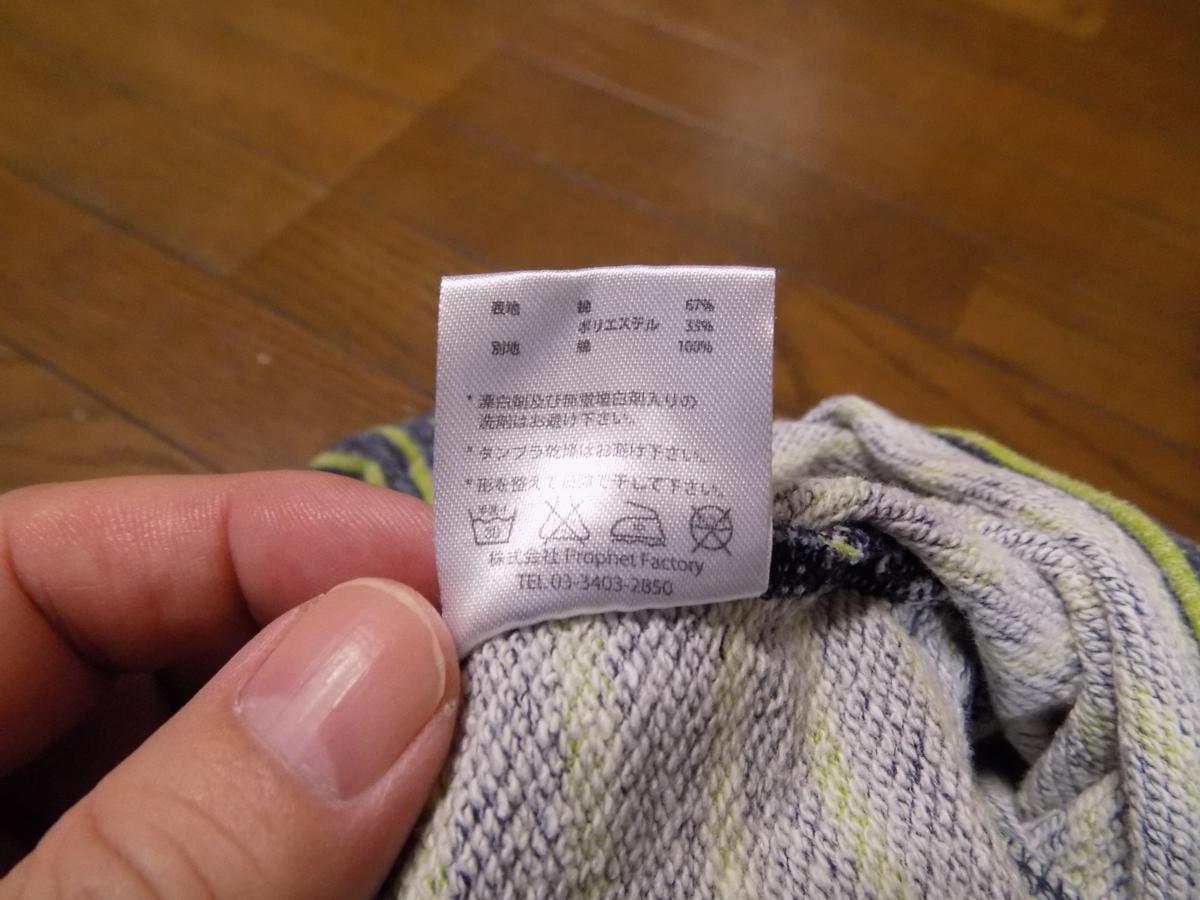 表地 綿 67%
ポリエステル 33%
別地 綿 100%
* 漂白剤及び無蛍増白剤入りの
洗剤はお避け下さい。
* タンブラ乾燥はお避け下さい。
* 形を整えて日陰で干して下さい。
株式会社 Prophet Factory
TEL.03-3403-2850